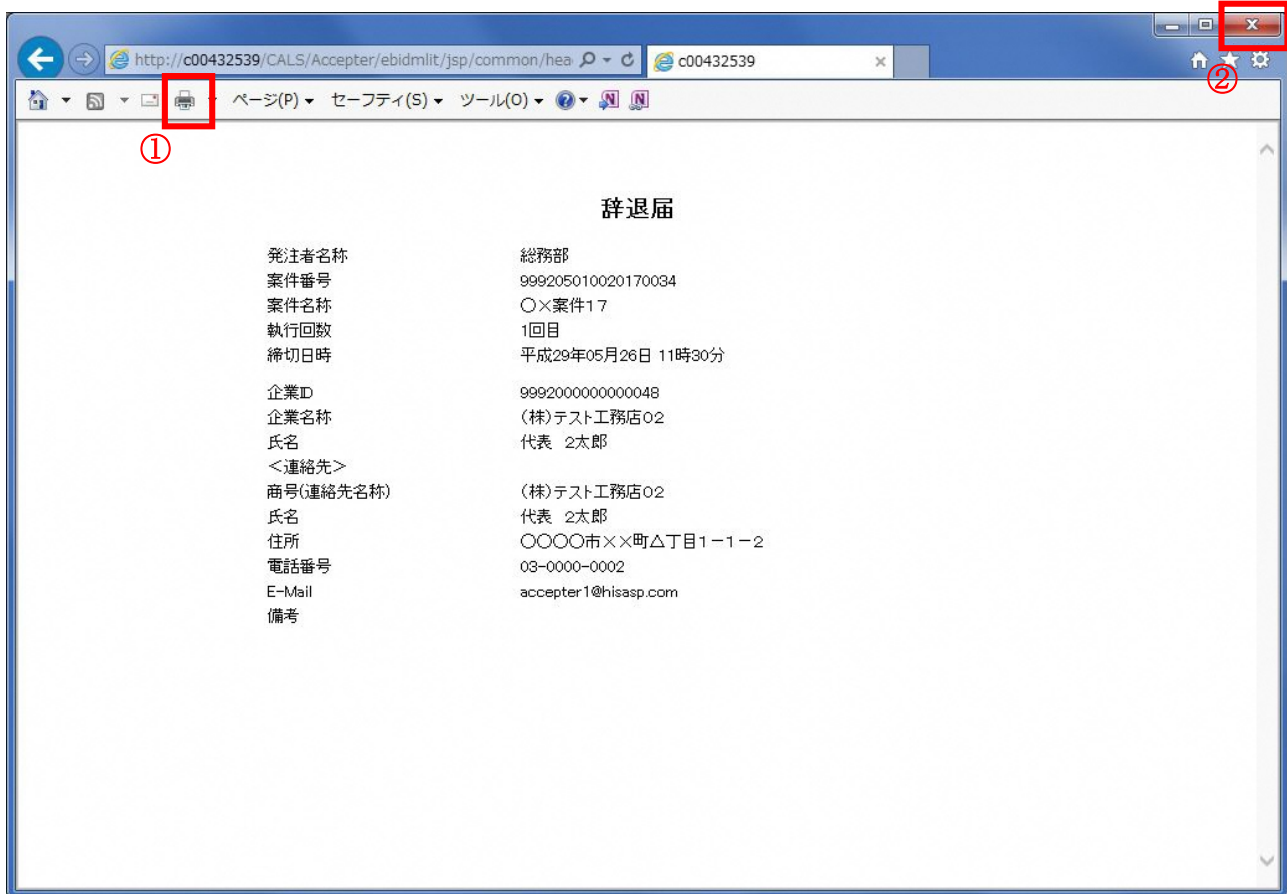 http://c00432539/CALS/Accepter/ebidmlit/jsp/common/hea
c00432539
②
ページ(P) セーフティ(S) ツール(O)
①
辞退届
発注者名称 総務部
案件番号 999205010020170034
案件名称 〇×案件17
執行回数 1回目
締切日時 平成29年05月26日 11時30分
企業ID 9992000000000048
企業名称 (株)テスト工務店02
氏名 代表 2太郎
<連絡先>
商号(連絡先名称) (株)テスト工務店02
氏名 代表 2太郎
住所 〇〇〇〇市××町△丁目1-1-2
電話番号 03-0000-0002
E-Mail accepter1@hisasp.com
備考